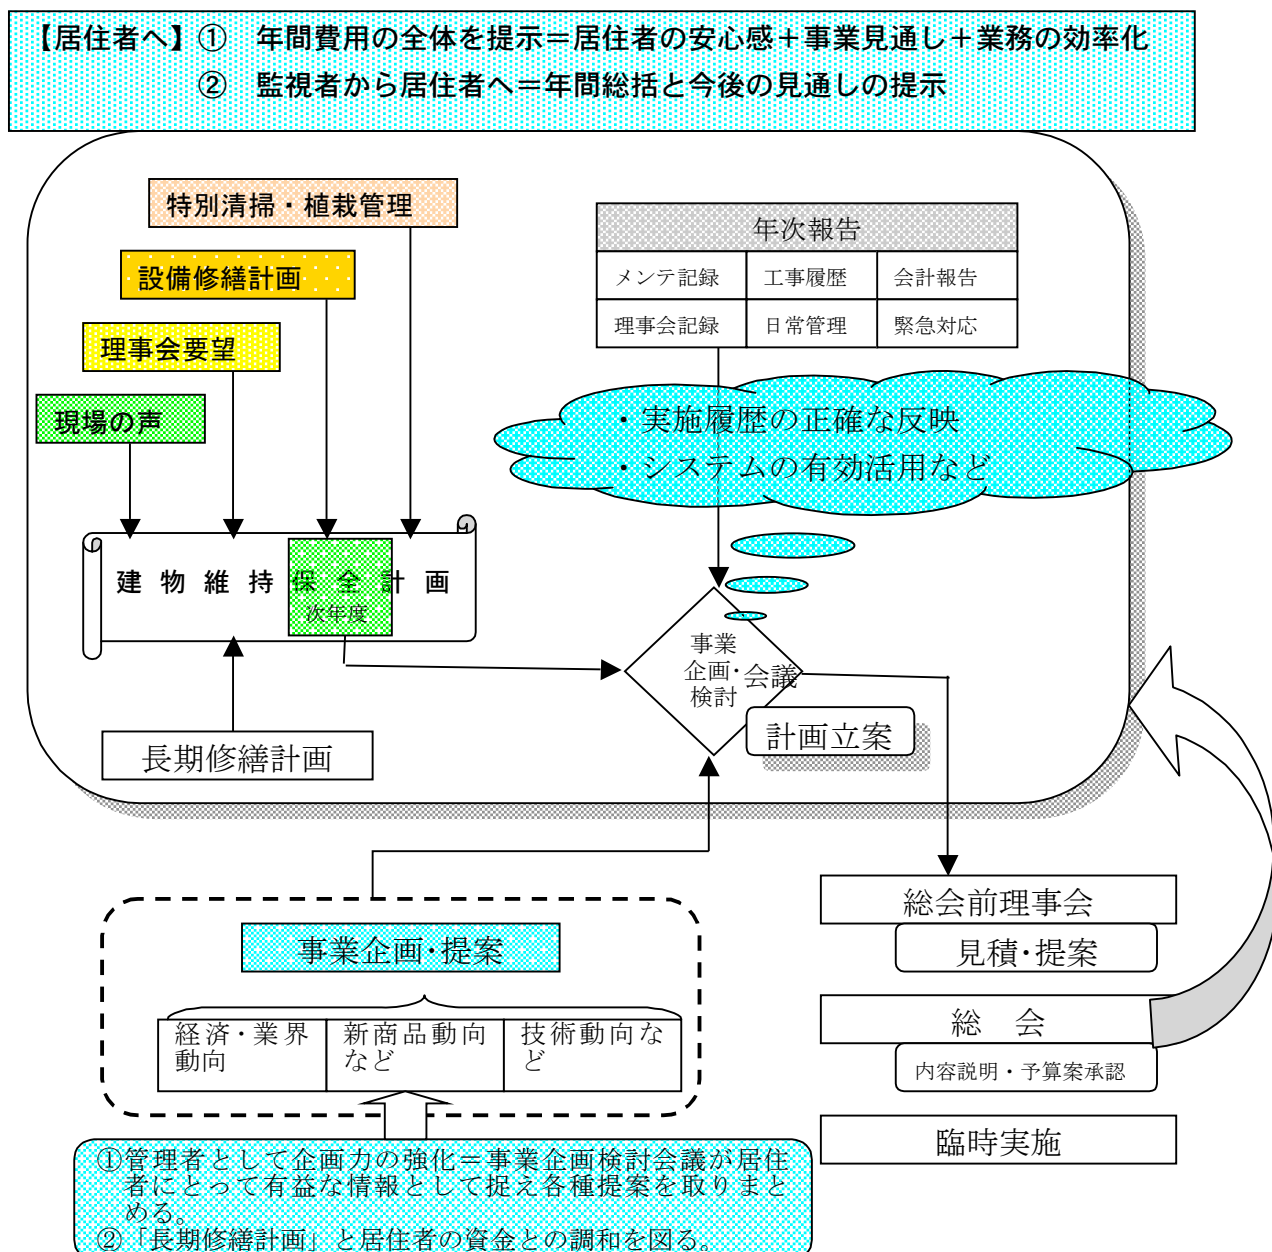 【居住者へ】① 年間費用の全体を提示＝居住者の安心感＋事業見通し＋業務の効率化
② 監視者から居住者へ＝年間総括と今後の見通しの提示
特別清掃・植栽管理
設備修繕計画
理事会要望
現場の声
建物維持保全計画
次年度
長期修繕計画
年次報告
メンテ記録 工事履歴 会計報告
理事会記録 日常管理 緊急対応
・実施履歴の正確な反映
・システムの有効活用など
事業
企画・会議
検討
計画立案
事業企画・提案
経済・業界
動向
新商品動向
など
技術動向な
ど
総会前理事会
見積・提案
総 会
内容説明・予算案承認
臨時実施
①管理者として企画力の強化＝事業企画検討会議が居住
者にとって有益な情報として捉え各種提案を取りまと
める。
②「長期修繕計画」と居住者の資金との調和を図る。